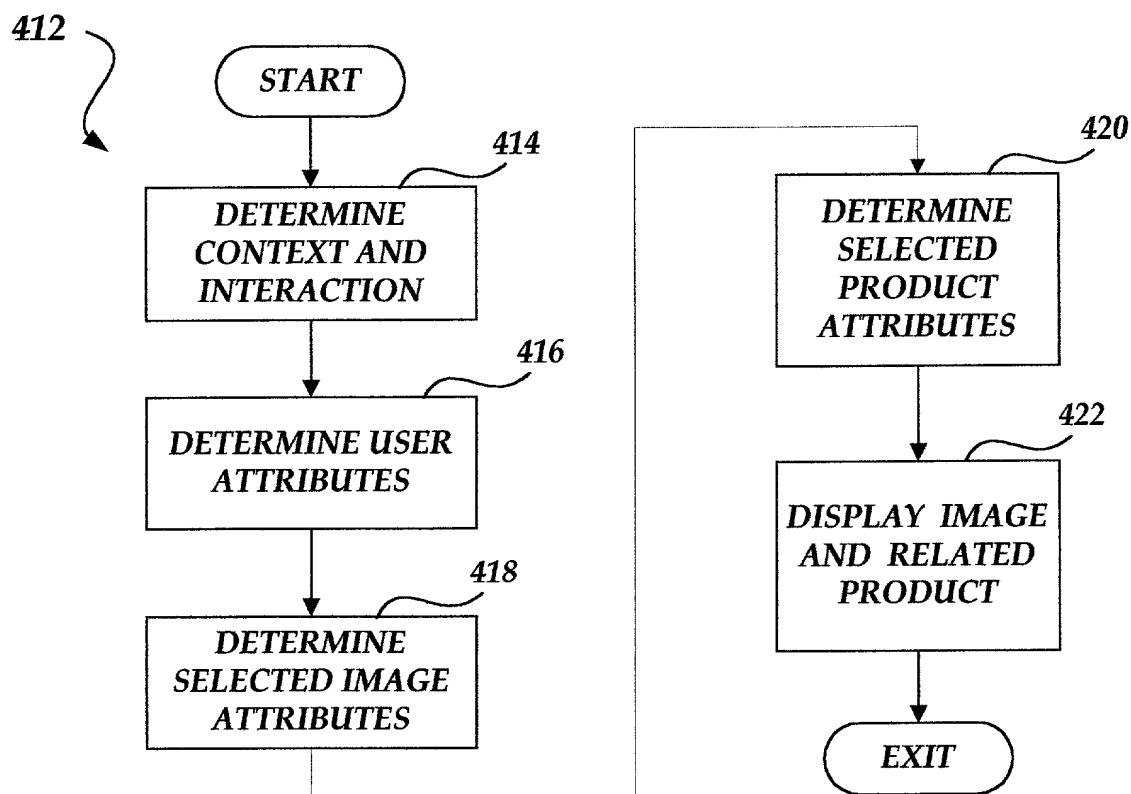 412
START
414
DETERMINE
CONTEXT AND
INTERACTION
416
DETERMINE USER
ATTRIBUTES
418
DETERMINE
SELECTED IMAGE
ATTRIBUTES
420
DETERMINE
SELECTED
PRODUCT
ATTRIBUTES
422
DISPLAY IMAGE
AND RELATED
PRODUCT
EXIT